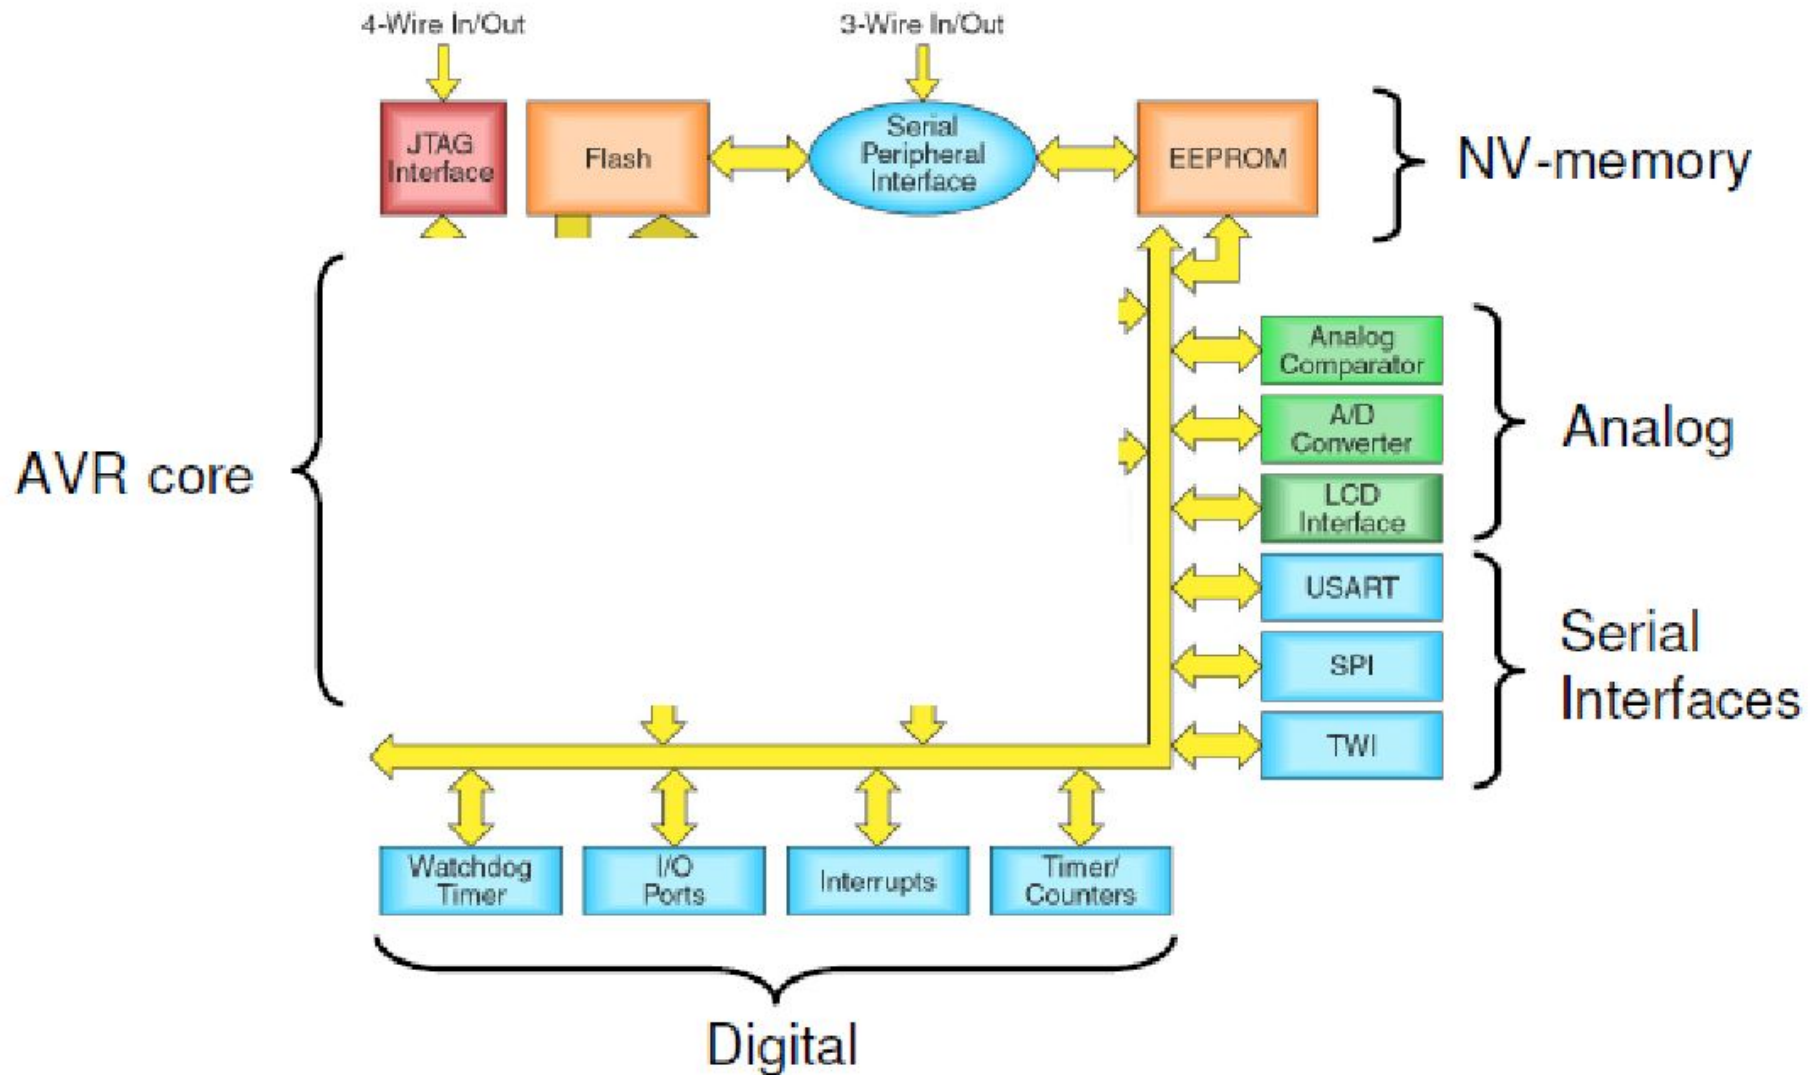 4-Wire In/Out
3-Wire In/Out
JTAG
Interface
Flash
Serial
Peripheral
Interface
EEPROM
NV-memory
AVR core
Analog
Comparator
A/D
Converter
LCD
Interface
Analog
USART
SPI
TWI
Serial
Interfaces
Watchdog
Timer
I/O
Ports
Interrupts
Timer/
Counters
Digital